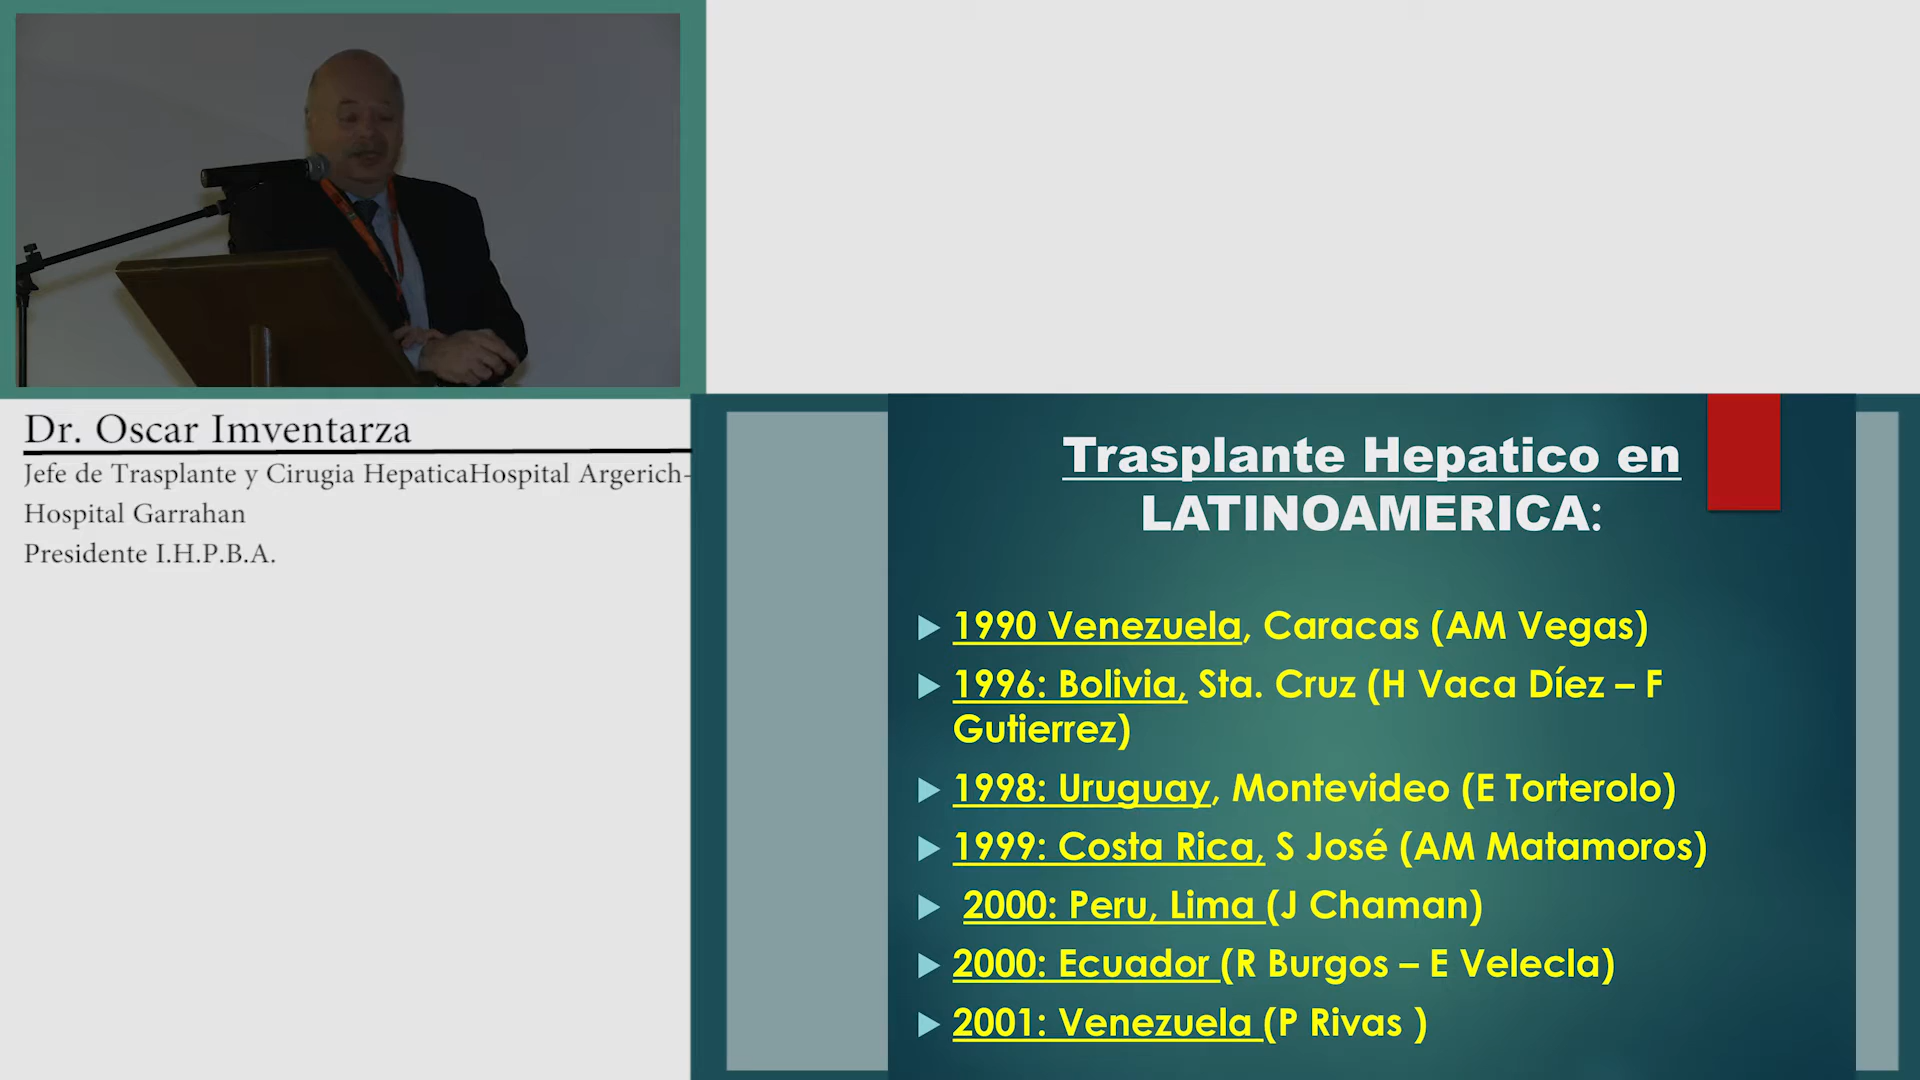 Dr. Oscar Imventarza
Jefe de Trasplante y Cirugia HepaticaHospital Argerich-
Hospital Garrahan
Presidente I.H.P.B.A.
Trasplante Hepatico en
LATINOAMERICA:
1990 Venezuela, Caracas (AM Vegas)
1996: Bolivia, Sta. Cruz (H Vaca Díez – F
Gutierrez)
1998: Uruguay, Montevideo (E Torterolo)
1999: Costa Rica, S José (AM Matamoros)
2000: Peru, Lima (J Chaman)
2000: Ecuador (R Burgos – E Velecla)
2001: Venezuela (P Rivas )